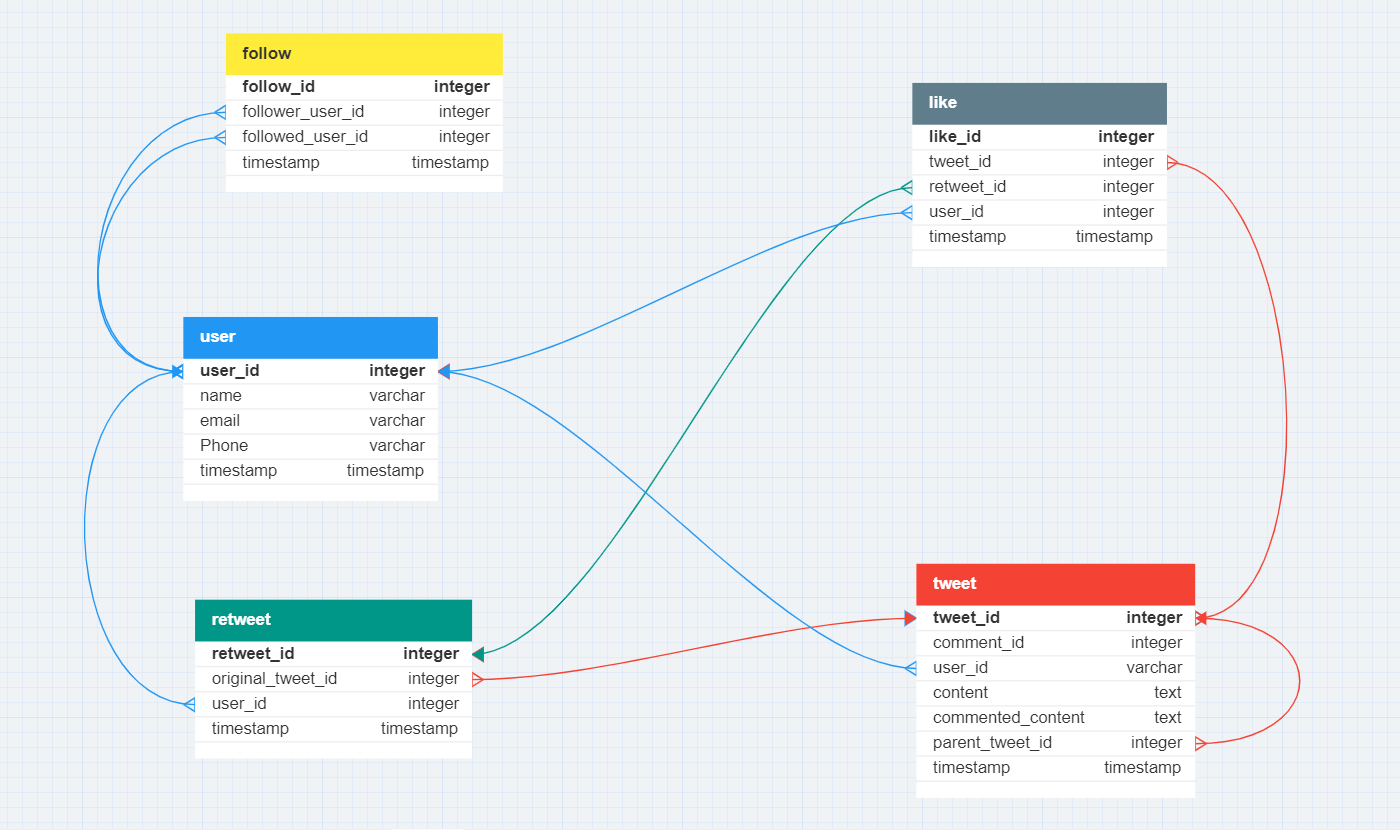 follow
follow_id integer
follower_user_id integer
followed_user_id integer
timestamp timestamp
like
like_id integer
tweet_id integer
retweet_id integer
user_id integer
timestamp timestamp
user
user_id integer
name varchar
email varchar
Phone varchar
timestamp timestamp
retweet
retweet_id integer
original_tweet_id integer
user_id integer
timestamp timestamp
tweet
tweet_id integer
comment_id integer
user_id varchar
content text
commented_content text
parent_tweet_id integer
timestamp timestamp